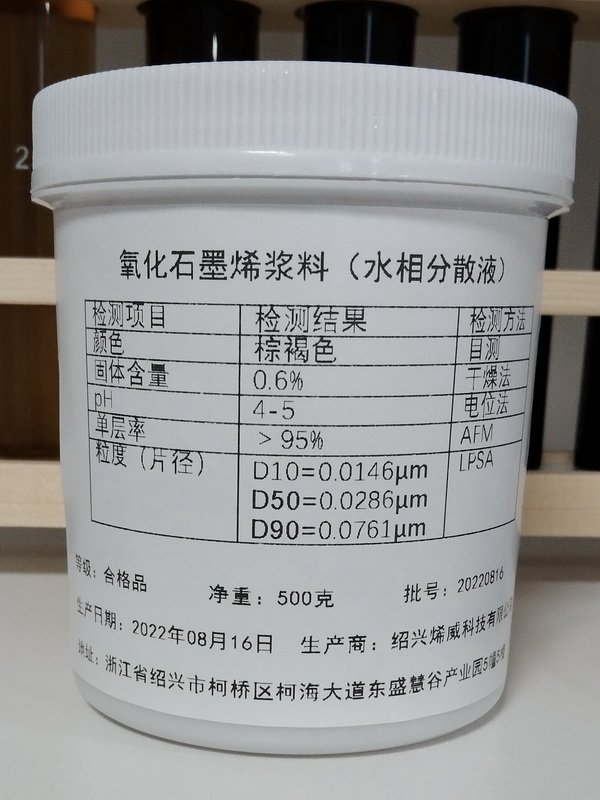 氧化石墨烯浆料（水相分散液）
检测项目 检测结果 检测方法
颜色 棕褐色 目测
固体含量 0.6% 干燥法
pH 4-5 电位法
单层率 ＞95% AFM
粒度（片径） D10=0.0146μm LPSA
D50=0.0286μm
D90=0.0761μm
等级：合格品 净重：500克 批号：20220816
生产日期：2022年08月16日 生产商：绍兴烯威科技有限公
地址：浙江省绍兴市柯桥区柯海大道东盛慧谷产业园5幢
2